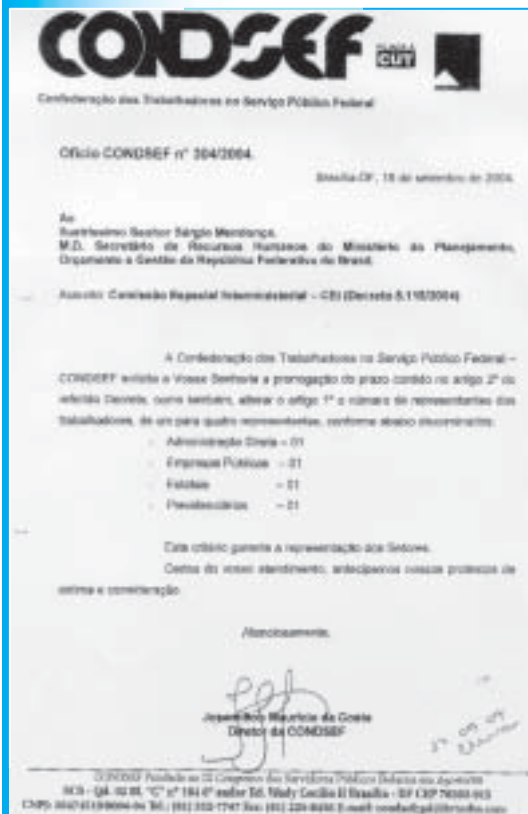 CONDSEF
CUT
Confederação dos Trabalhadores no Serviço Público Federal
Ofício CONDSEF nº 304/2004.
Brasília-DF, de setembro de 2004.
Ao
Ilustríssimo Senhor Sérgio Mendonça.
M.D. Secretário de Recursos Humanos do Ministério do Planejamento,
Orçamento e Gestão da República Federativa do Brasil.
Assunto: Comissão Especial Interministerial – CEI (Decreto 5.115/2004)
A Confederação dos Trabalhadores no Serviço Público Federal –
CONDSEF solicita a Vossa Senhoria a prorrogação do prazo contido no artigo 2º do
referido Decreto, como também, alterar o artigo 1º o número de representantes dos
trabalhadores, de um para quatro representantes, conforme abaixo discriminados:
Administração Direta – 01
Empresas Públicas – 01
Estatais – 01
– 01
Este critério garante a representação dos Setores.
Certos do vosso atendimento, antecipamos nossos protestos de
estima e consideração.
Atenciosamente,
Maurício da Costa
Diretor da CONDSEF